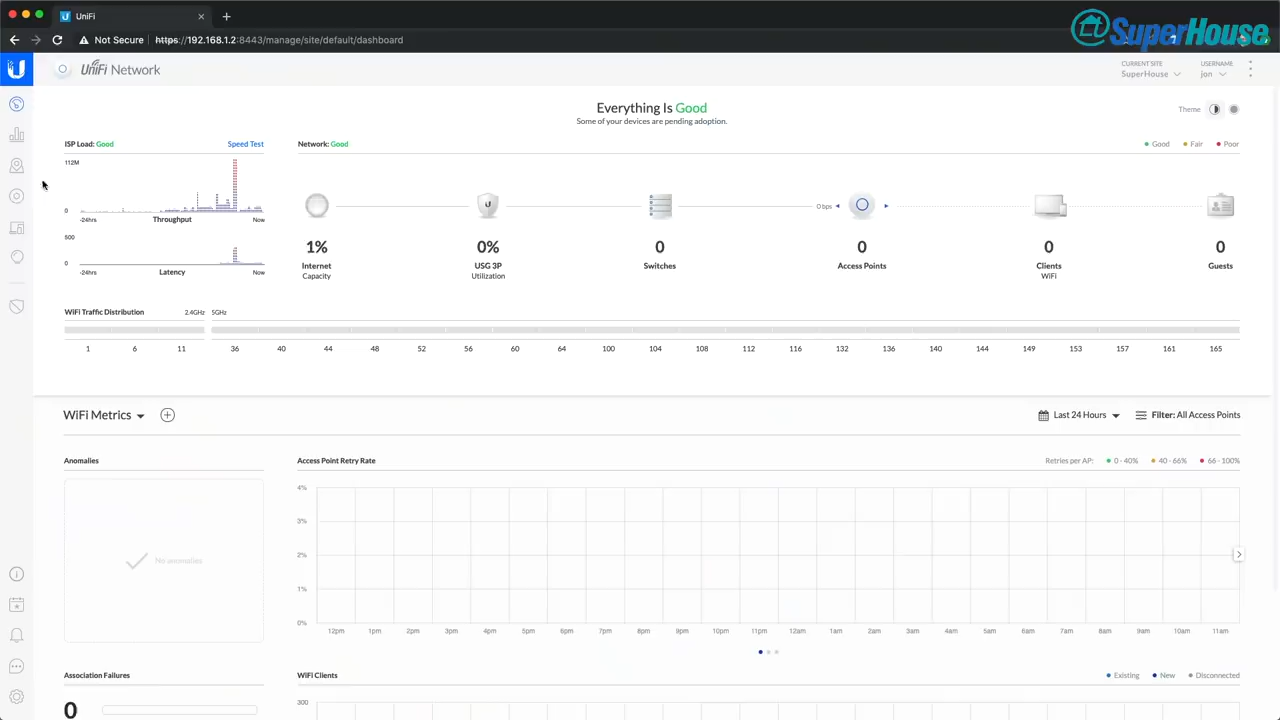 UniFi
Not Secure https://192.168.1.2:8443/manage/site/default/dashboard
SuperHouse
UniFi Network
CURRENT SITE
SuperHouse
USERNAME
jon
Everything Is Good
Some of your devices are pending adoption.
Theme
ISP Load: Good
Speed Test
Network: Good
Good Fair Poor
112M
0
-24hrs Throughput Now
500
0
-24hrs Latency Now
0 bps
1%
Internet
Capacity
0%
USG 3P
Utilization
0
Switches
0
Access Points
0
Clients
WiFi
0
Guests
WiFi Traffic Distribution 2.4GHz 5GHz
1 6 11 36 40 44 48 52 56 60 64 100 104 108 112 116 132 136 140 144 149 153 157 161 165
WiFi Metrics
Last 24 Hours
Filter: All Access Points
Anomalies
No anomalies
Access Point Retry Rate
Retries per AP: 0 - 40% 40 - 66% 66 - 100%
4%
3%
2%
1%
0%
12pm 1pm 2pm 3pm 4pm 5pm 6pm 7pm 8pm 9pm 10pm 11pm 12am 1am 2am 3am 4am 5am 6am 7am 8am 9am 10am 11am
Association Failures
0
WiFi Clients
Existing New Disconnected
300